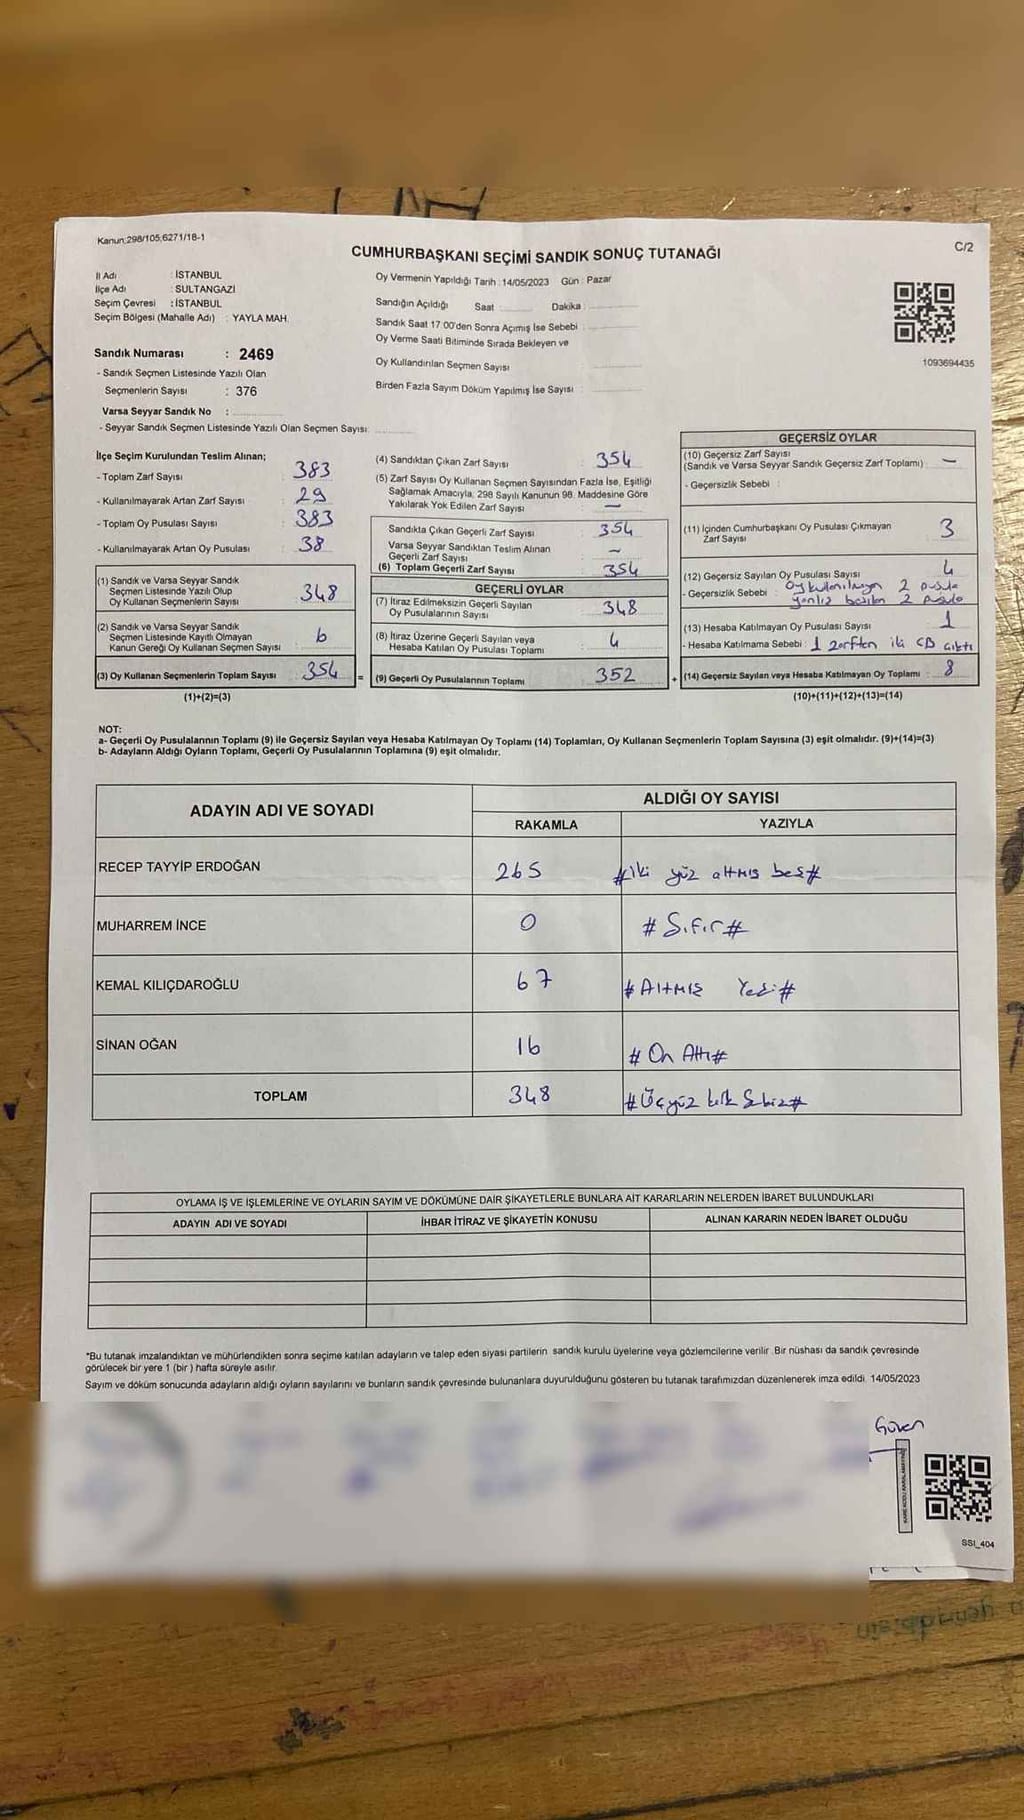 Kanun:298/105;6271/18-1
C/2
CUMHURBAŞKANI SEÇİMİ SANDIK SONUÇ TUTANAĞI
İl Adı : İSTANBUL
İlçe Adı : SULTANGAZİ
Seçim Çevresi : İSTANBUL
Seçim Bölgesi (Mahalle Adı) : YAYLA MAH.
Sandık Numarası : 2469
- Sandık Seçmen Listesinde Yazılı Olan
Seçmenlerin Sayısı : 376
Varsa Seyyar Sandık No :
- Seyyar Sandık Seçmen Listesinde Yazılı Olan Seçmen Sayısı:
Oy Vermenin Yapıldığı Tarih : 14/05/2023 Gün : Pazar
Sandığın Açıldığı Saat : Dakika :
Sandık Saat 17:00'den Sonra Açımış İse Sebebi :
Oy Verme Saati Bitiminde Sırada Bekleyen ve
Oy Kullandırılan Seçmen Sayısı :
Birden Fazla Sayım Döküm Yapılmış İse Sayısı :
1093694435
İlçe Seçim Kurulundan Teslim Alınan;
- Toplam Zarf Sayısı : 383
- Kullanılmayarak Artan Zarf Sayısı : 29
- Toplam Oy Pusulası Sayısı : 383
- Kullanılmayarak Artan Oy Pusulası : 38
(1) Sandık ve Varsa Seyyar Sandık
Seçmen Listesinde Yazılı Olup
Oy Kullanan Seçmenlerin Sayısı : 348
(2) Sandık ve Varsa Seyyar Sandık
Seçmen Listesinde Kayıtlı Olmayan
Kanun Gereği Oy Kullanan Seçmen Sayısı : 6
(3) Oy Kullanan Seçmenlerin Toplam Sayısı : 354 =
(1)+(2)=(3)
(4) Sandıktan Çıkan Zarf Sayısı : 354
(5) Zarf Sayısı Oy Kullanan Seçmen Sayısından Fazla İse, Eşitliği
Sağlamak Amacıyla, 298 Sayılı Kanunun 98. Maddesine Göre
Yakılarak Yok Edilen Zarf Sayısı : —
Sandıkta Çıkan Geçerli Zarf Sayısı : 354
Varsa Seyyar Sandıktan Teslim Alınan
Geçerli Zarf Sayısı : —
(6) Toplam Geçerli Zarf Sayısı : 354
GEÇERLİ OYLAR
(7) İtiraz Edilmeksizin Geçerli Sayılan
Oy Pusulalarının Sayısı : 348
(8) İtiraz Üzerine Geçerli Sayılan veya
Hesaba Katılan Oy Pusulası Toplamı : 4
(9) Geçerli Oy Pusulalarının Toplamı : 352 +
GEÇERSİZ OYLAR
(10) Geçersiz Zarf Sayısı
(Sandık ve Varsa Seyyar Sandık Geçersiz Zarf Toplamı) : —
- Geçersizlik Sebebi :
(11) İçinden Cumhurbaşkanı Oy Pusulası Çıkmayan
Zarf Sayısı : 3
(12) Geçersiz Sayılan Oy Pusulası Sayısı : 4
- Geçersizlik Sebebi : Oy kullanılmayan 2 pusula
yanlış basılan 2 pusula
(13) Hesaba Katılmayan Oy Pusulası Sayısı : 1
- Hesaba Katılmama Sebebi : 1 zarften iki CB çıktı
(14) Geçersiz Sayılan veya Hesaba Katılmayan Oy Toplamı : 8
(10)+(11)+(12)+(13)=(14)
NOT:
a- Geçerli Oy Pusulalarının Toplamı (9) ile Geçersiz Sayılan veya Hesaba Katılmayan Oy Toplamı (14) Toplamları, Oy Kullanan Seçmenlerin Toplam Sayısına (3) eşit olmalıdır. (9)+(14)=(3)
b- Adayların Aldığı Oyların Toplamı, Geçerli Oy Pusulalarının Toplamına (9) eşit olmalıdır.
ADAYIN ADI VE SOYADI
ALDIĞI OY SAYISI
RAKAMLA YAZIYLA
RECEP TAYYİP ERDOĞAN 265 #iki yüz altmış beş#
MUHARREM İNCE 0 #Sıfır#
KEMAL KILIÇDAROĞLU 67 #Altmış Yedi#
SİNAN OĞAN 16 #On Altı#
TOPLAM 348 #Üçyüz kırk Sekiz#
OYLAMA İŞ VE İŞLEMLERİNE VE OYLARIN SAYIM VE DÖKÜMÜNE DAİR ŞİKAYETLERLE BUNLARA AİT KARARLARIN NELERDEN İBARET BULUNDUKLARI
ADAYIN ADI VE SOYADI İHBAR İTİRAZ VE ŞİKAYETİN KONUSU ALINAN KARARIN NEDEN İBARET OLDUĞU
*Bu tutanak imzalandıktan ve mühürlendikten sonra seçime katılan adayların ve talep eden siyasi partilerin sandık kurulu üyelerine veya gözlemcilerine verilir .Bir nüshası da sandık çevresinde
görülecek bir yere 1 (bir ) hafta süreyle asılır.
Sayım ve döküm sonucunda adayların aldığı oyların sayılarını ve bunların sandık çevresinde bulunanlara duyurulduğunu gösteren bu tutanak tarafımızdan düzenlenerek imza edildi. 14/05/2023
Güven
SSI_404